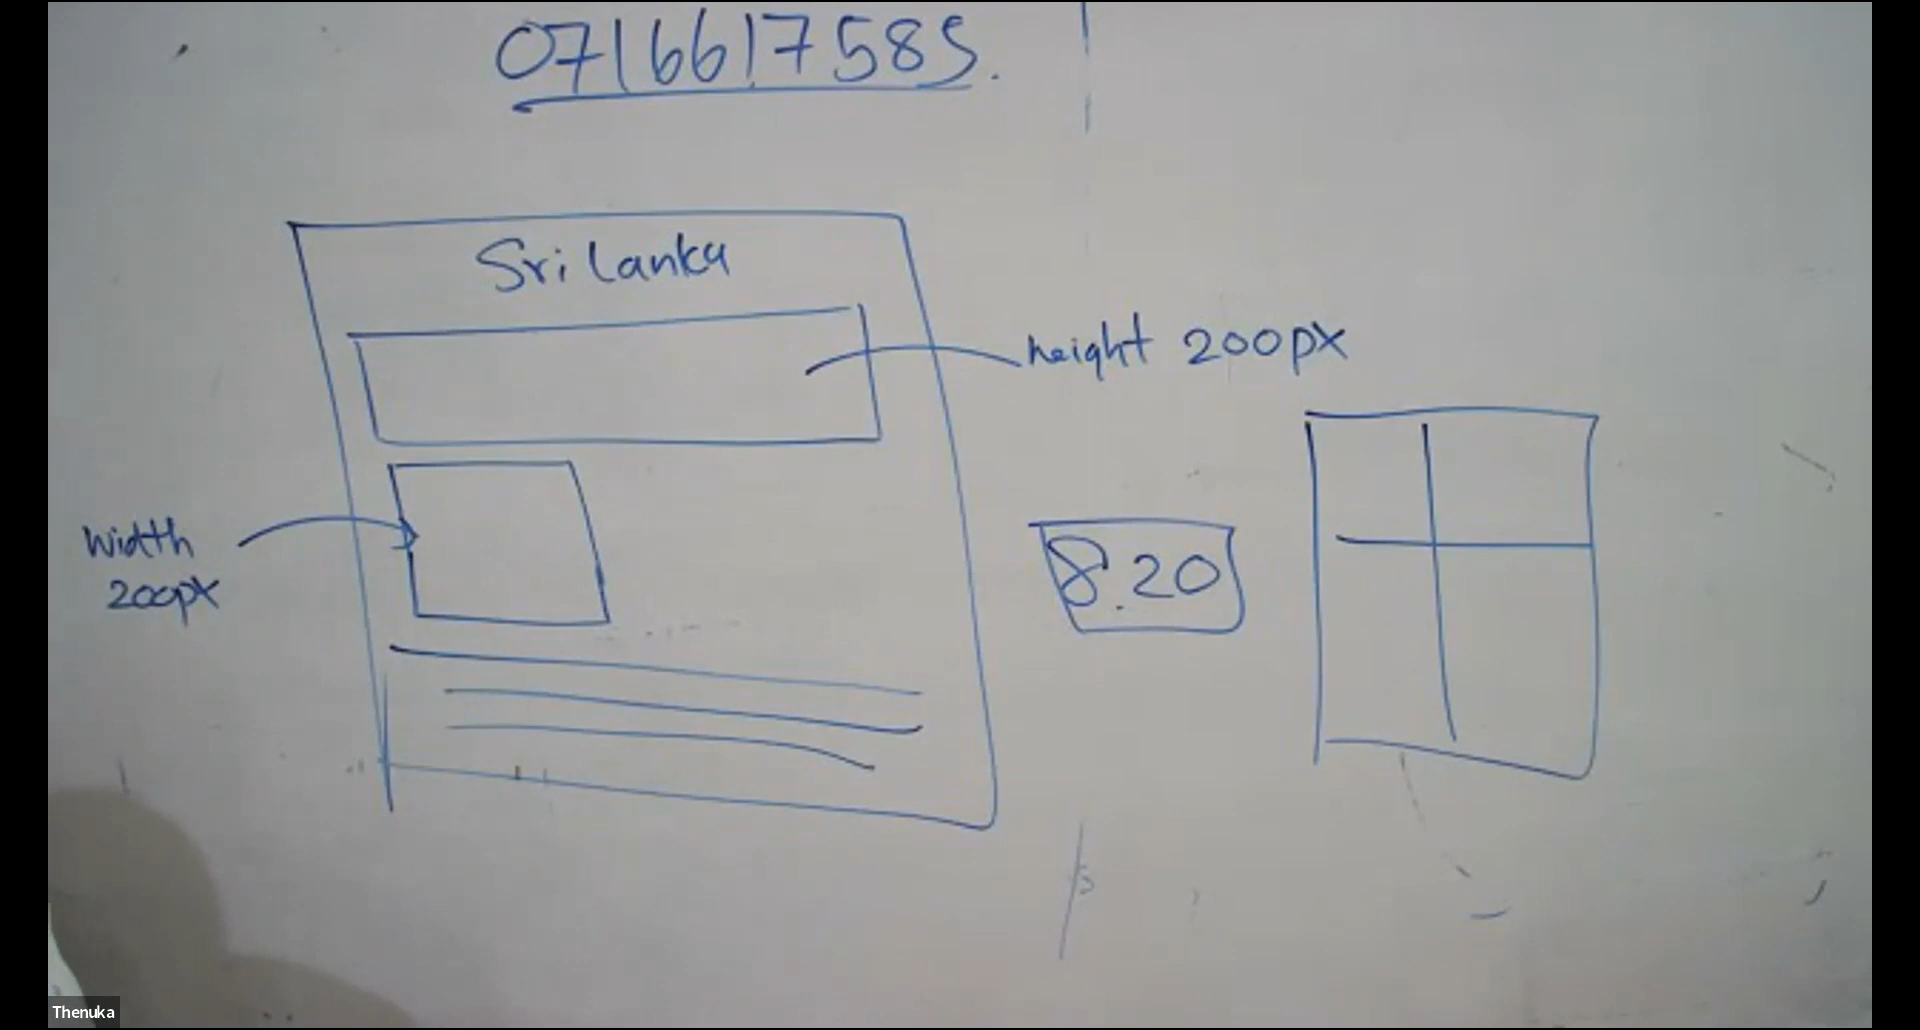 0716617585.
Sri Lanka
height 200px
width
200px
8.20
Thenuka